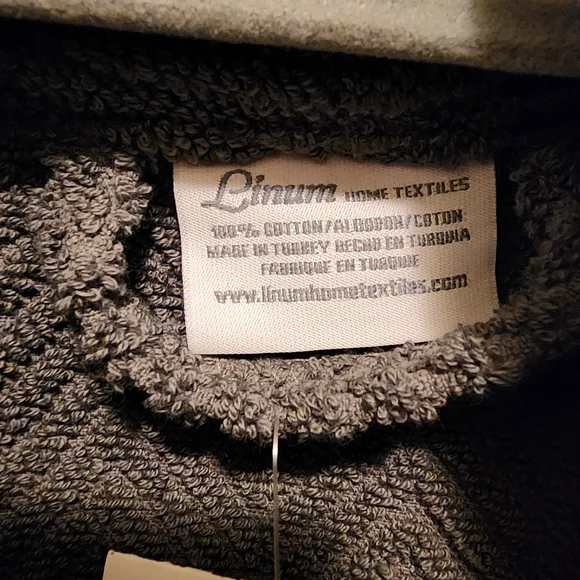 Linum HOME TEXTILES
100% COTTON/ALGODON/COTON
MADE IN TURKEY HECHO EN TURQUIA
FABRIQUE EN TURQUIE
www.linumhometextiles.com